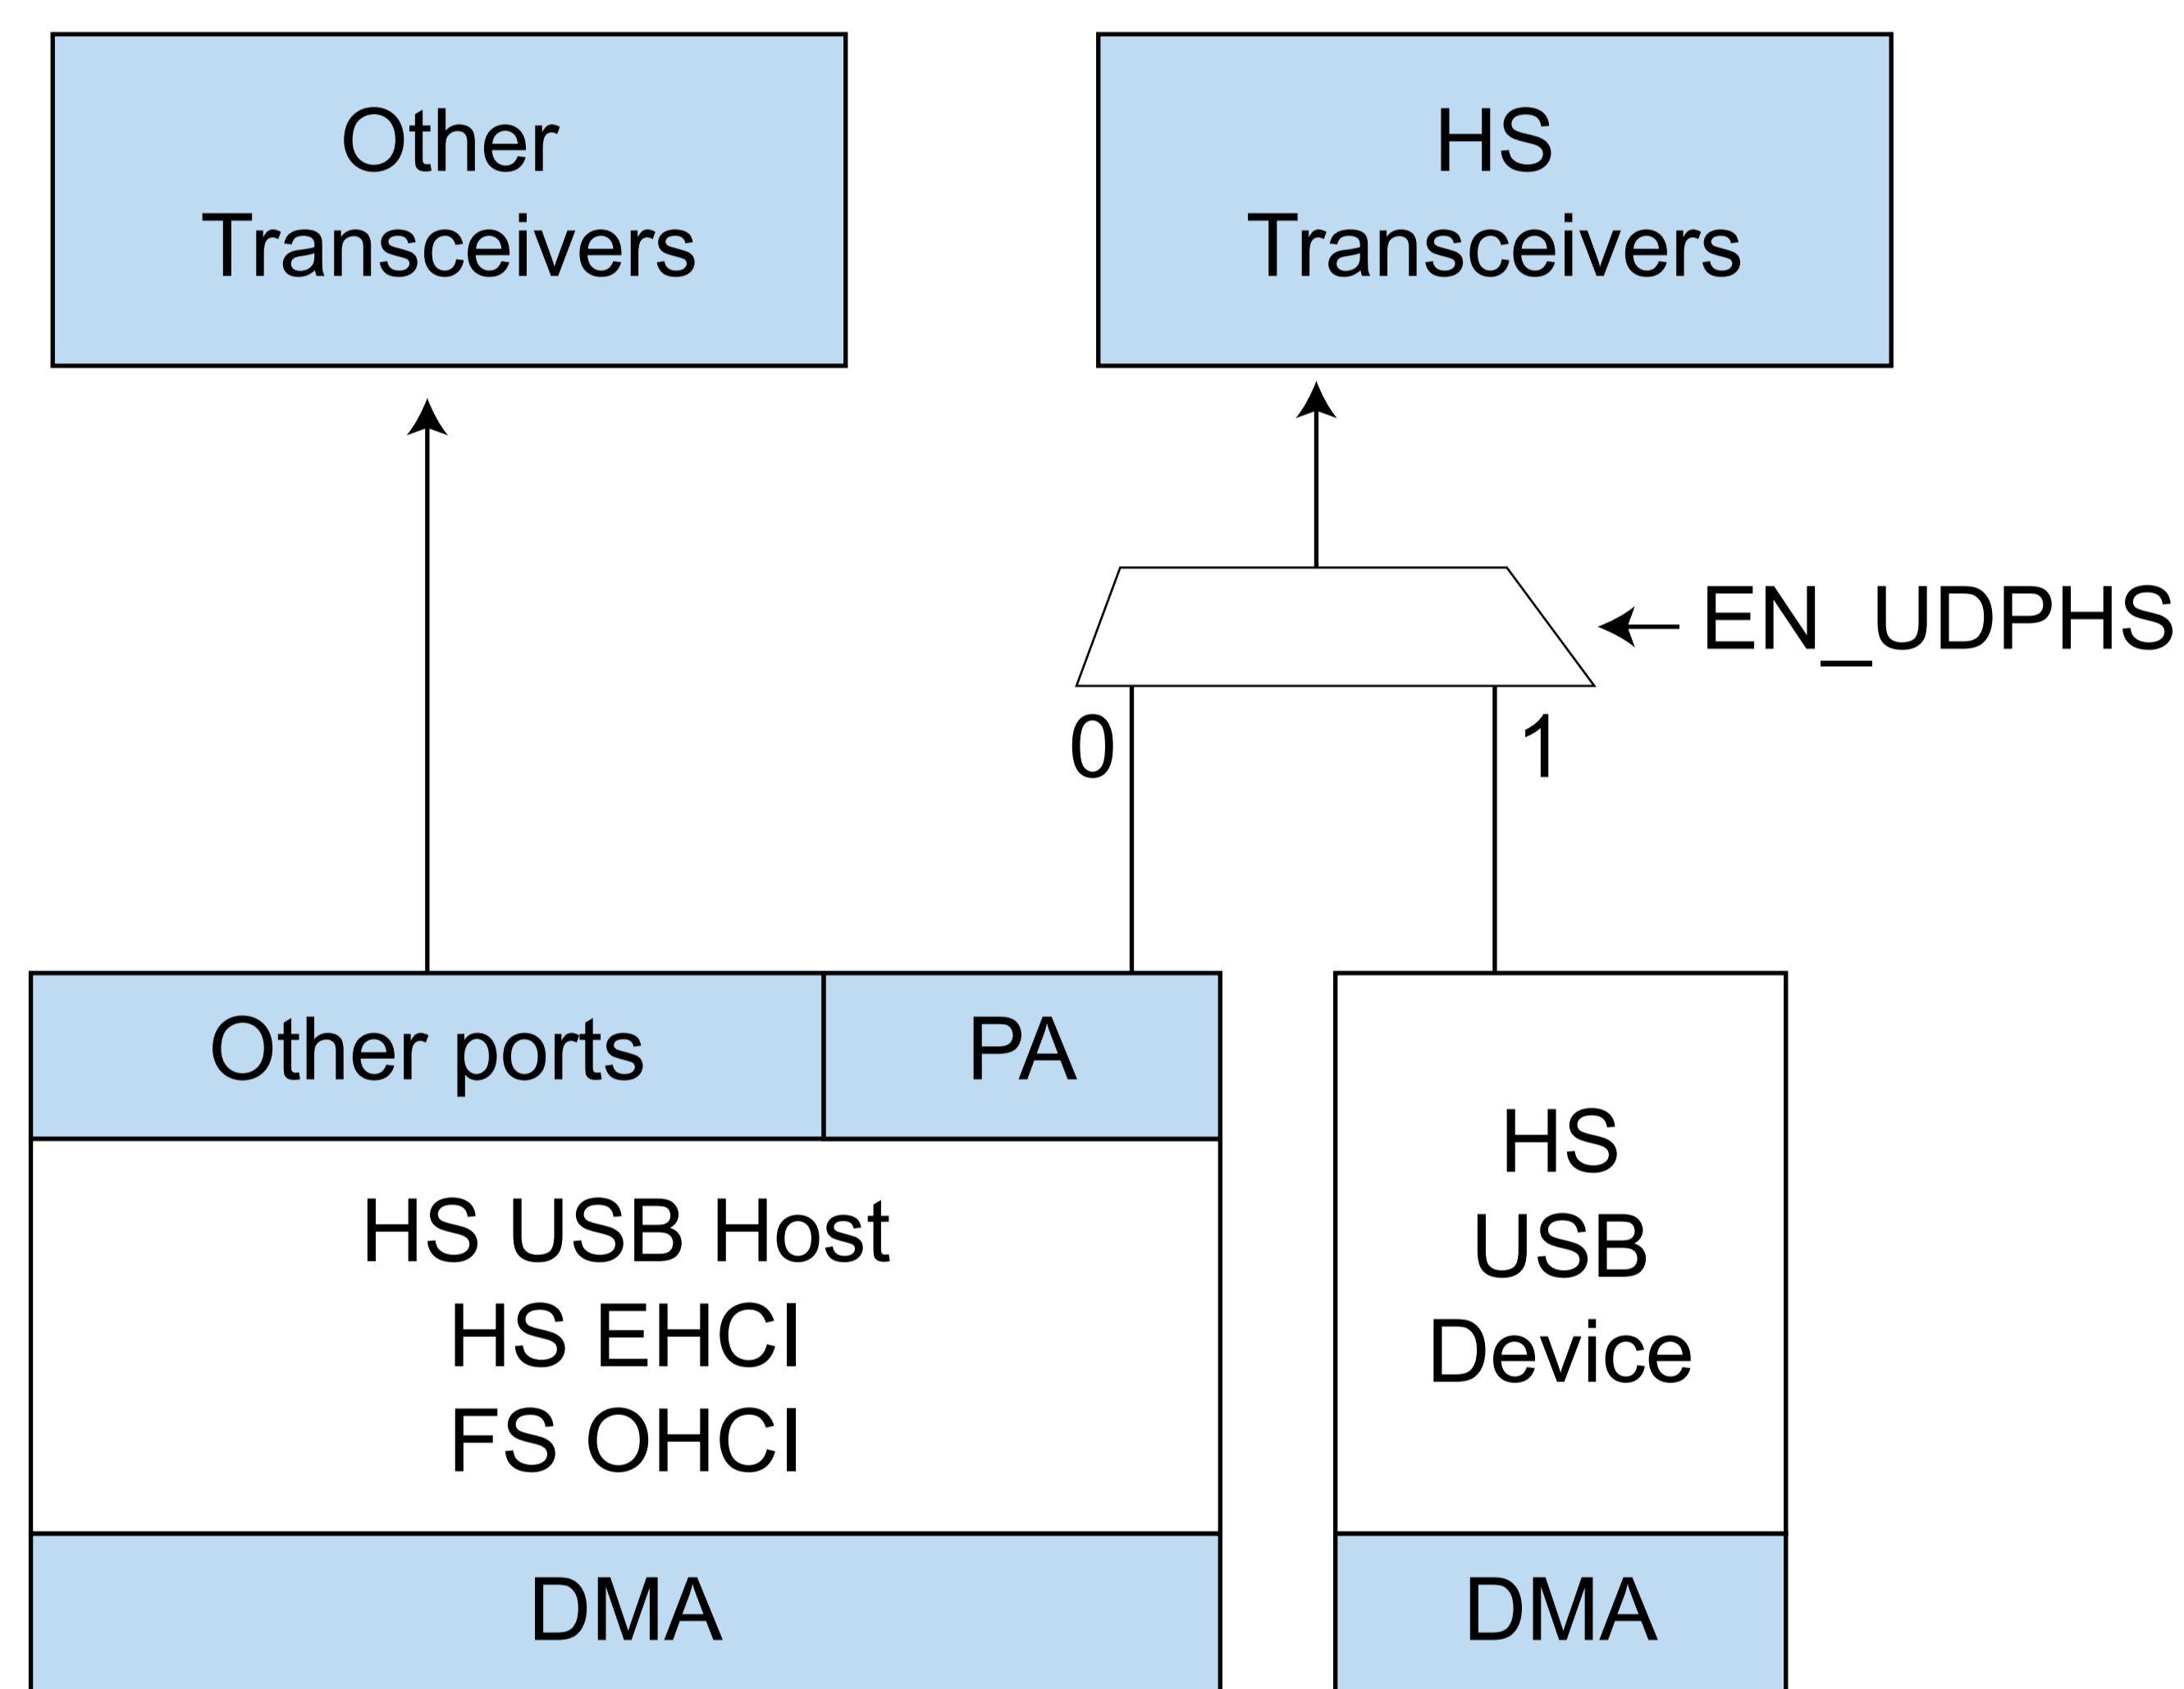 Other
Transceivers
HS
Transceivers
EN_UDPHS
0
1
Other ports
PA
HS USB Host
HS EHCI
FS OHCI
DMA
HS
USB
Device
DMA